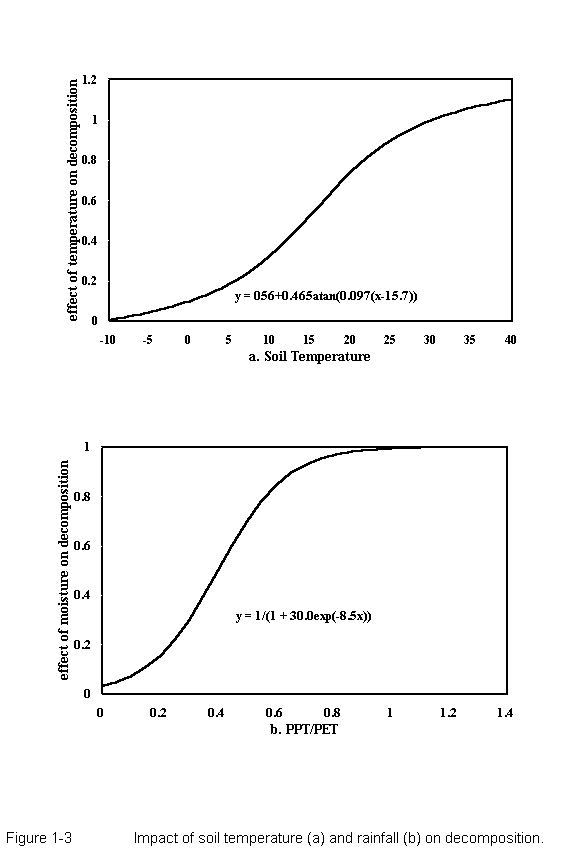 1.2
1
0.8
0.6
0.4
0.2
0
effect of temperature on decomposition
y = 056+0.465atan(0.097(x-15.7))
-10 -5 0 5 10 15 20 25 30 35 40
a. Soil Temperature
1
0.8
0.6
0.4
0.2
0
effect of moisture on decomposition
y = 1/(1 + 30.0exp(-8.5x))
0 0.2 0.4 0.6 0.8 1 1.2 1.4
b. PPT/PET
Figure 1-3 Impact of soil temperature (a) and rainfall (b) on decomposition.